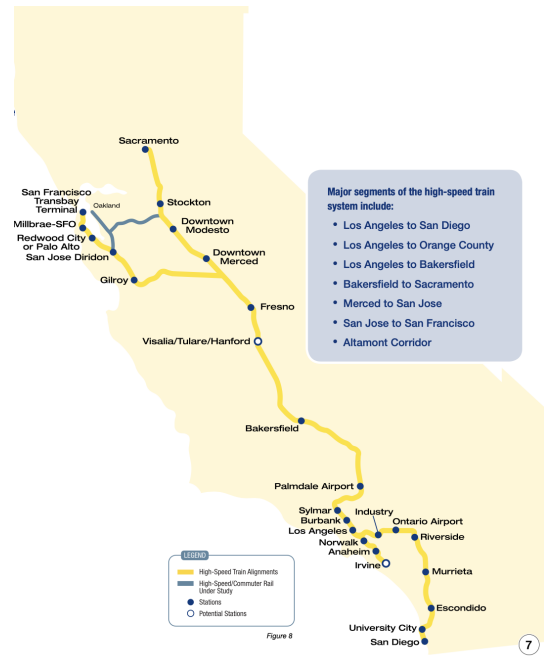 Sacramento
San Francisco
Transbay
Terminal
Oakland
Stockton
Millbrae-SFO
Downtown
Modesto
Redwood City
or Palo Alto
San Jose Diridon
Downtown
Merced
Gilroy
Fresno
Visalia/Tulare/Hanford
Bakersfield
Palmdale Airport
Sylmar
Industry
Burbank
Ontario Airport
Los Angeles
Riverside
Norwalk
Anaheim
Irvine
Murrieta
Escondido
University City
San Diego
Major segments of the high-speed train
system include:
• Los Angeles to San Diego
• Los Angeles to Orange County
• Los Angeles to Bakersfield
• Bakersfield to Sacramento
• Merced to San Jose
• San Jose to San Francisco
• Altamont Corridor
LEGEND
High-Speed Train Alignments
High-Speed/Commuter Rail
Under Study
Stations
Potential Stations
Figure 8
7